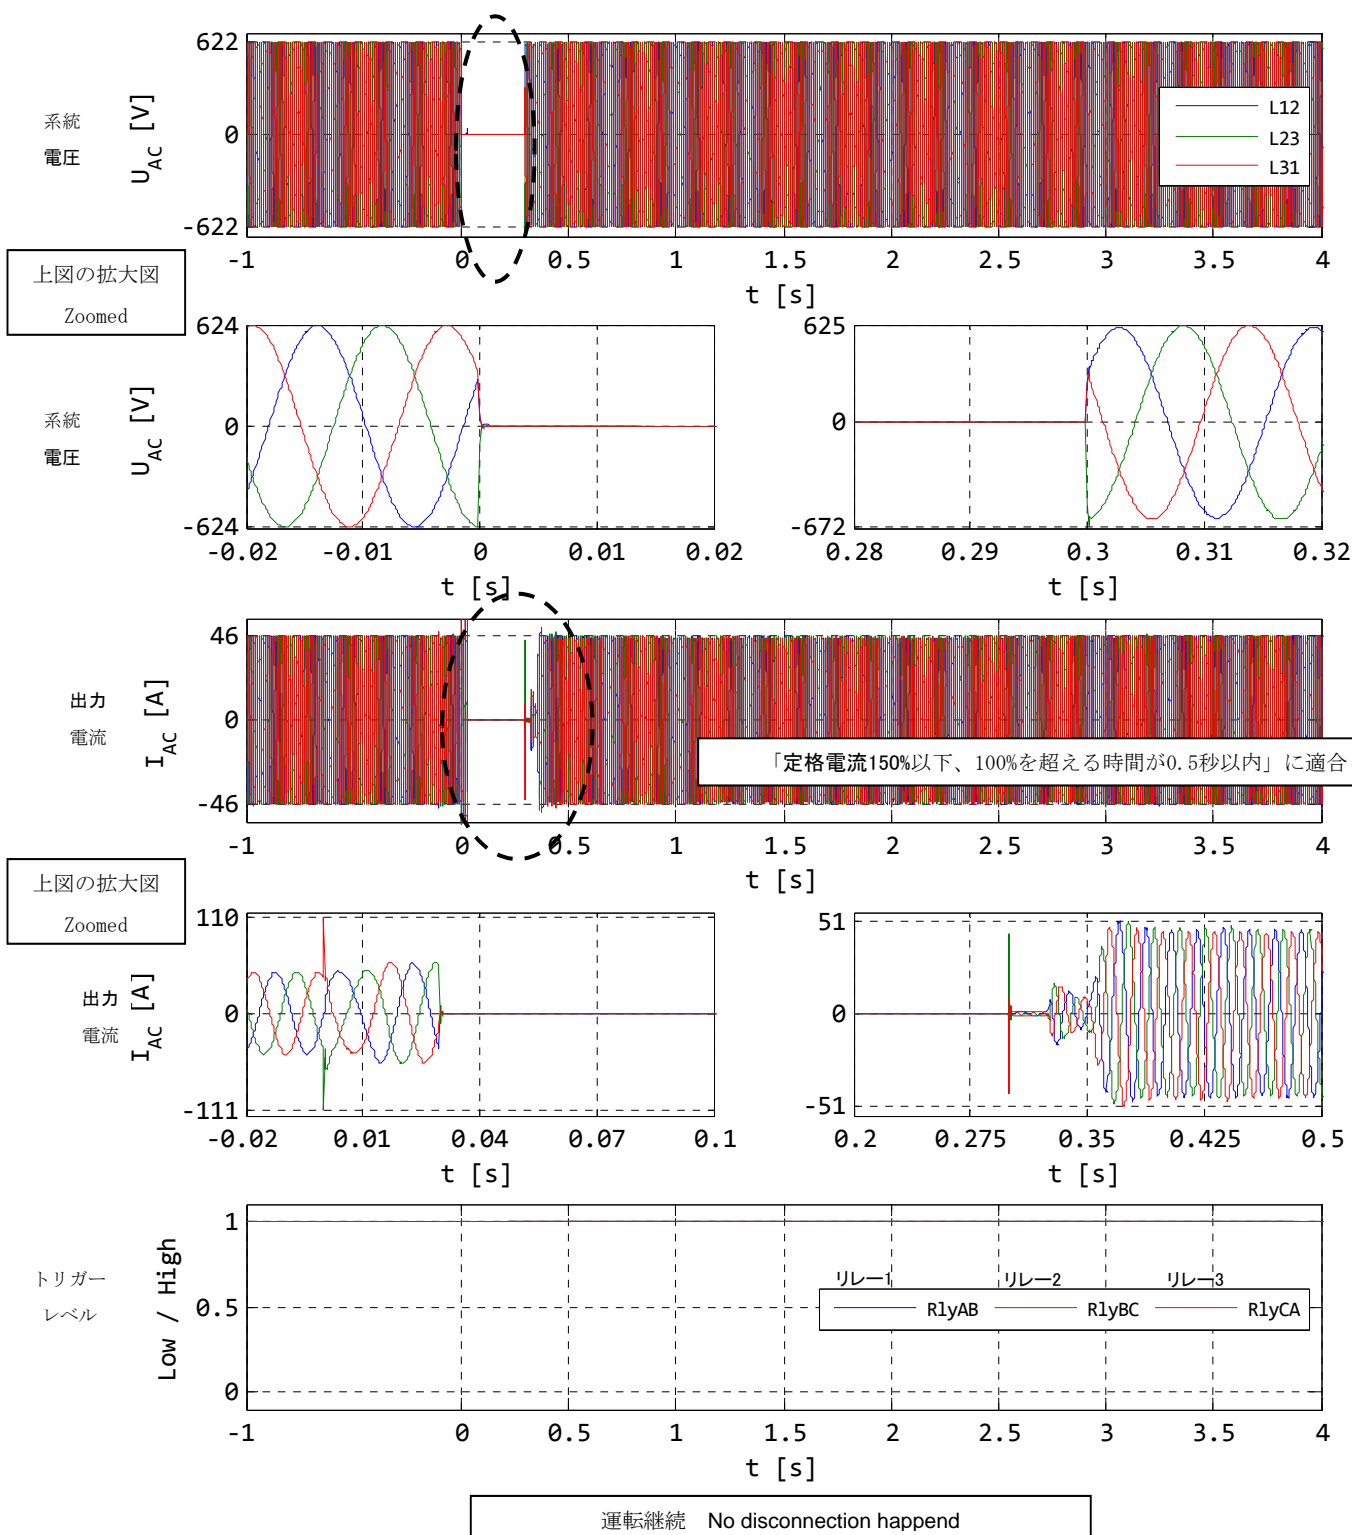 622
0
-622
系統
電圧
U_AC [V]
L12
L23
L31
-1 0 0.5 1 1.5 2 2.5 3 3.5 4
t [s]
上図の拡大図
Zoomed
624
0
-624
系統
電圧
U_AC [V]
-0.02 -0.01 0 0.01 0.02
t [s]
625
0
-672
0.28 0.29 0.3 0.31 0.32
t [s]
46
0
-46
出力
電流
I_AC [A]
「定格電流150%以下、100%を超える時間が0.5秒以内」に適合
-1 0 0.5 1 1.5 2 2.5 3 3.5 4
t [s]
上図の拡大図
Zoomed
110
0
-111
出力
電流
I_AC [A]
-0.02 0.01 0.04 0.07 0.1
t [s]
51
0
-51
0.2 0.275 0.35 0.425 0.5
t [s]
1
0.5
0
トリガー
レベル
Low / High
リレー1 リレー2 リレー3
RlyAB RlyBC RlyCA
-1 0 0.5 1 1.5 2 2.5 3 3.5 4
t [s]
運転継続 No disconnection happend